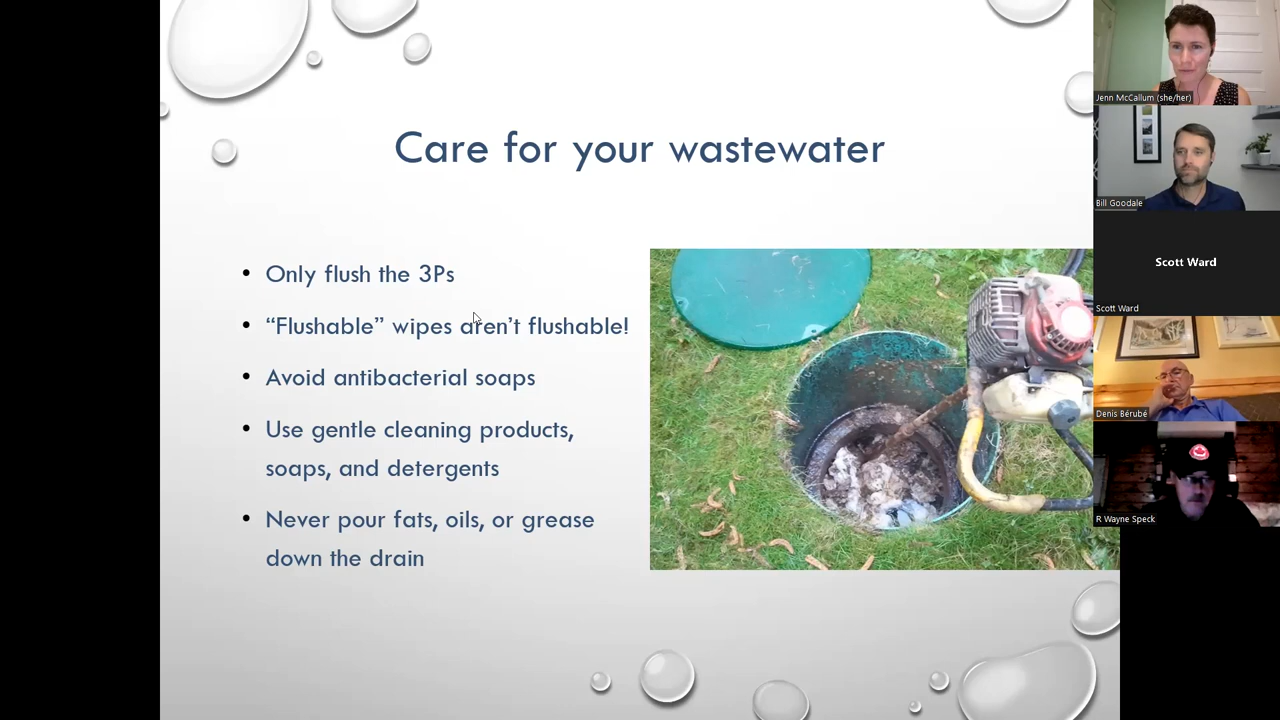 Care for your wastewater
• Only flush the 3Ps
• “Flushable” wipes aren’t flushable!
• Avoid antibacterial soaps
• Use gentle cleaning products,
soaps, and detergents
• Never pour fats, oils, or grease
down the drain
Jenn McCallum (she/her)
Bill Goodale
Scott Ward
Scott Ward
Denis Bérubé
R Wayne Speck